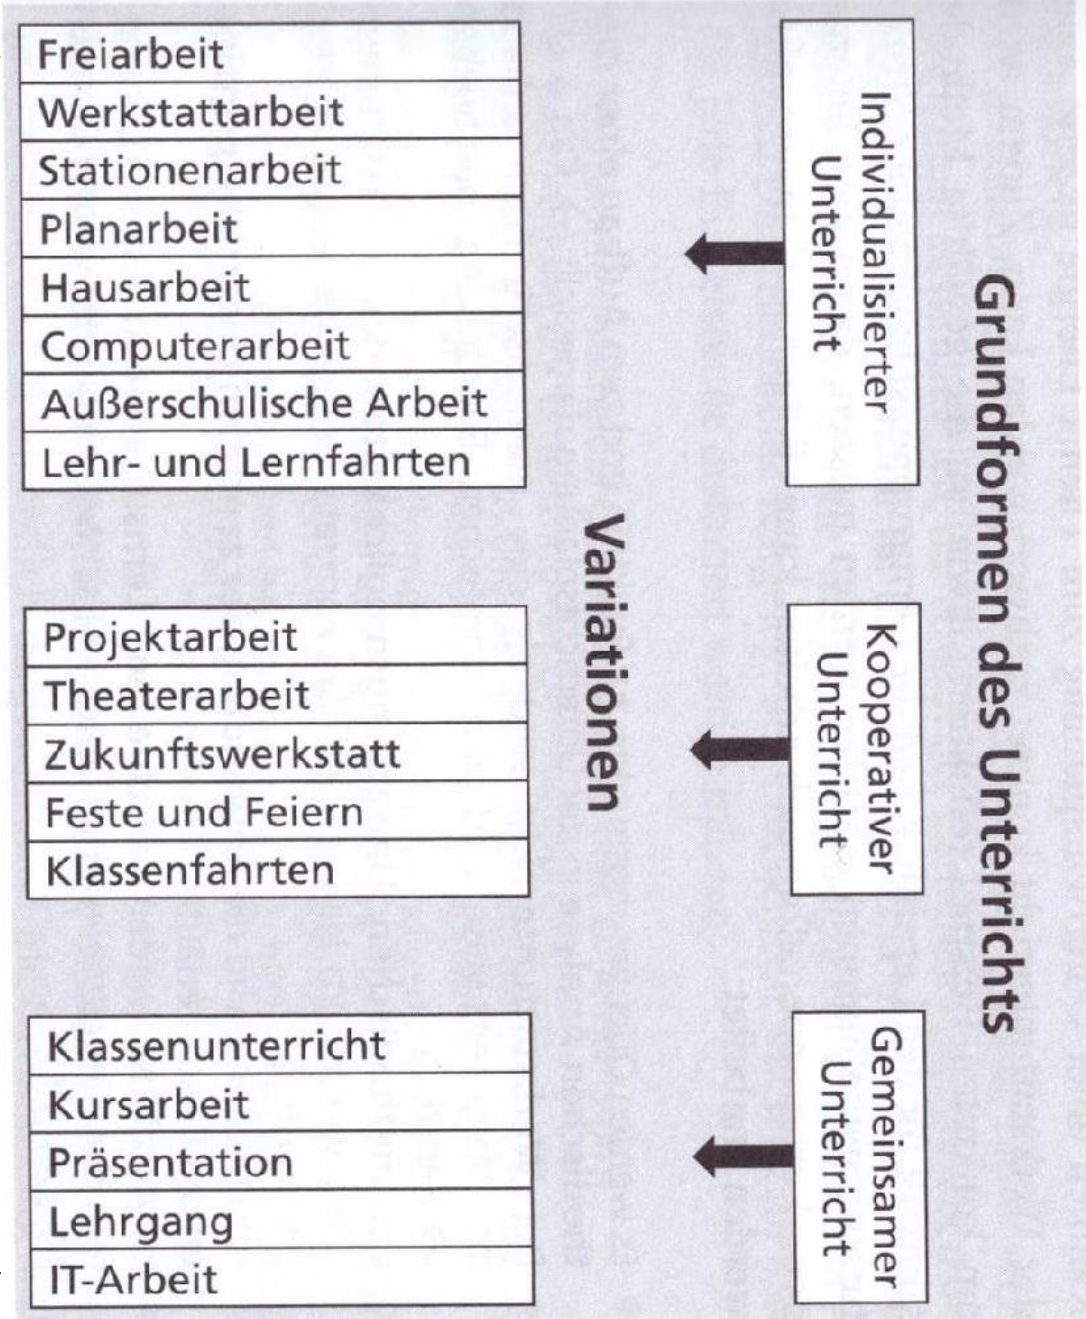 Grundformen des Unterrichts
Individualisierter
Unterricht
Kooperativer
Unterricht
Gemeinsamer
Unterricht
Variationen
Freiarbeit
Werkstattarbeit
Stationenarbeit
Planarbeit
Hausarbeit
Computerarbeit
Außerschulische Arbeit
Lehr- und Lernfahrten
Projektarbeit
Theaterarbeit
Zukunftswerkstatt
Feste und Feiern
Klassenfahrten
Klassenunterricht
Kursarbeit
Präsentation
Lehrgang
IT-Arbeit